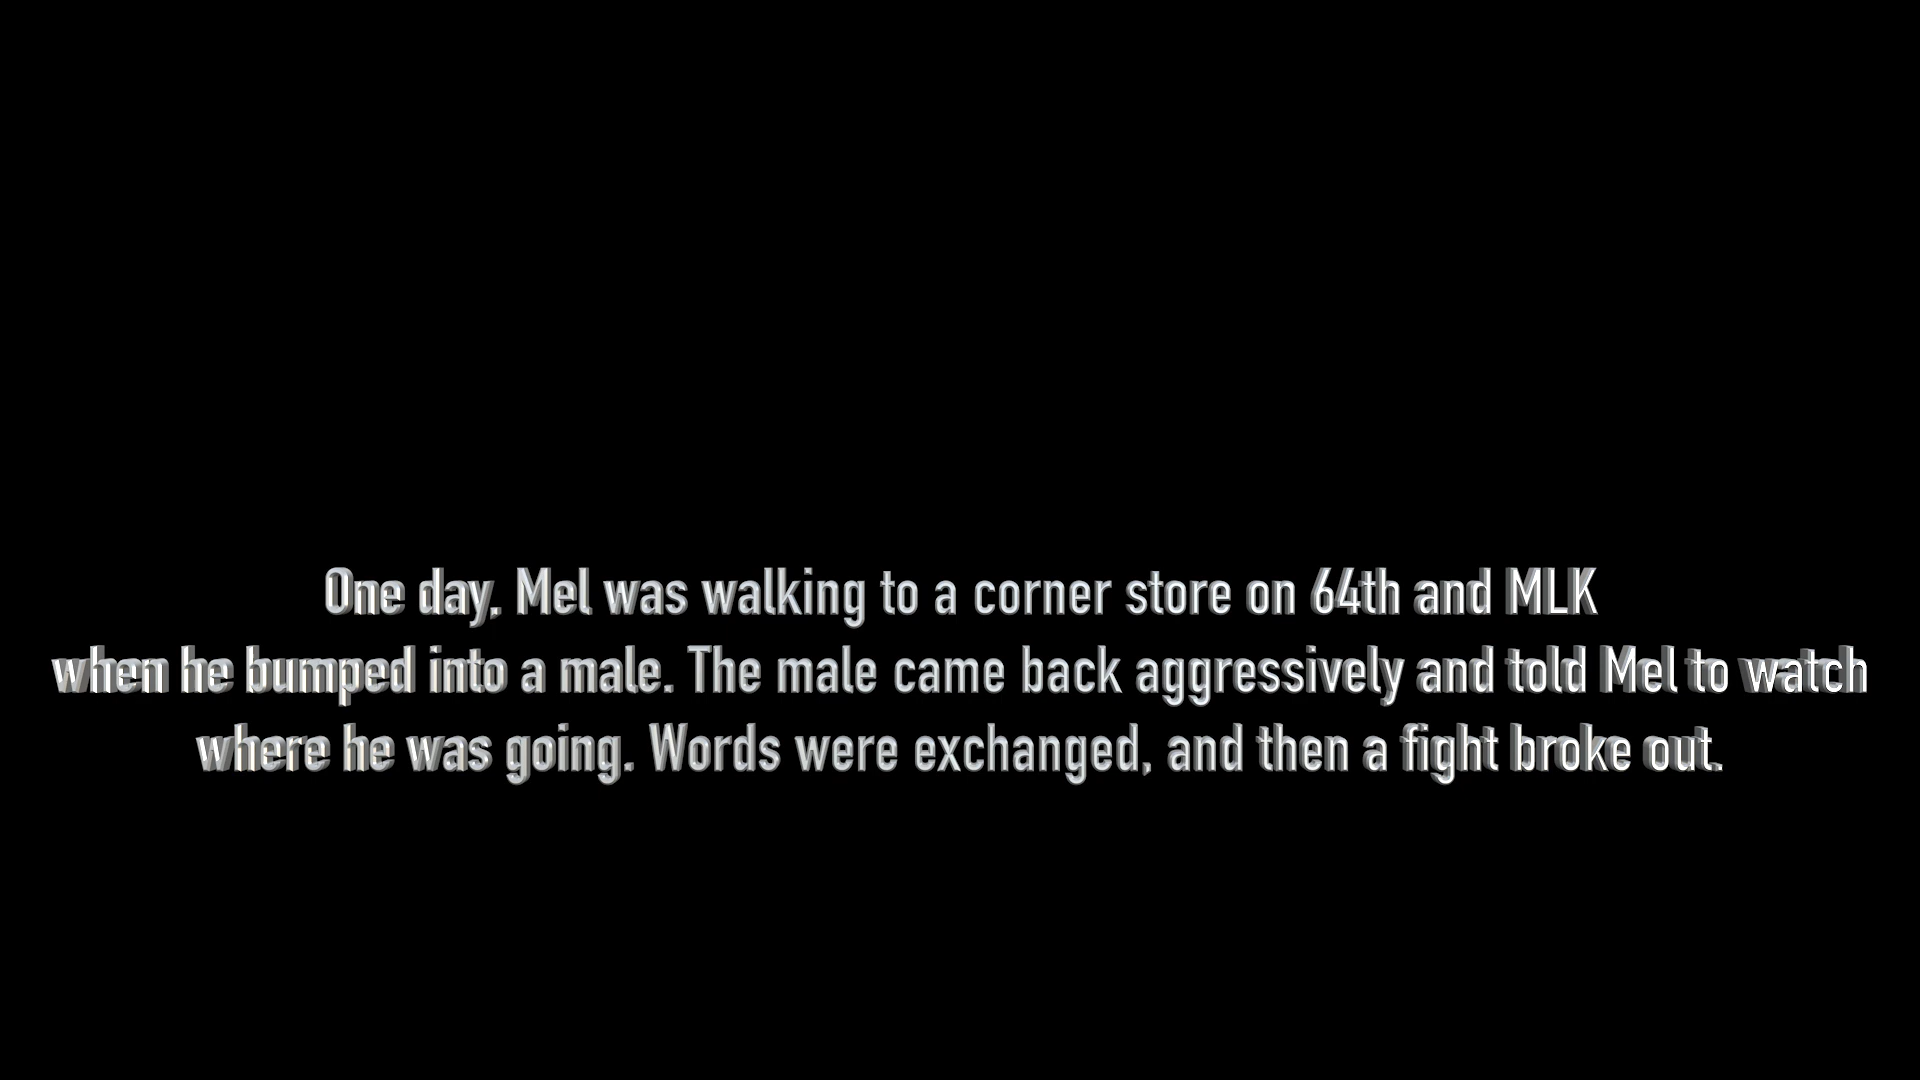 One day, Mel was walking to a corner store on 64th and MLK
when he bumped into a male. The male came back aggressively and told Mel to watch
where he was going. Words were exchanged, and then a fight broke out.